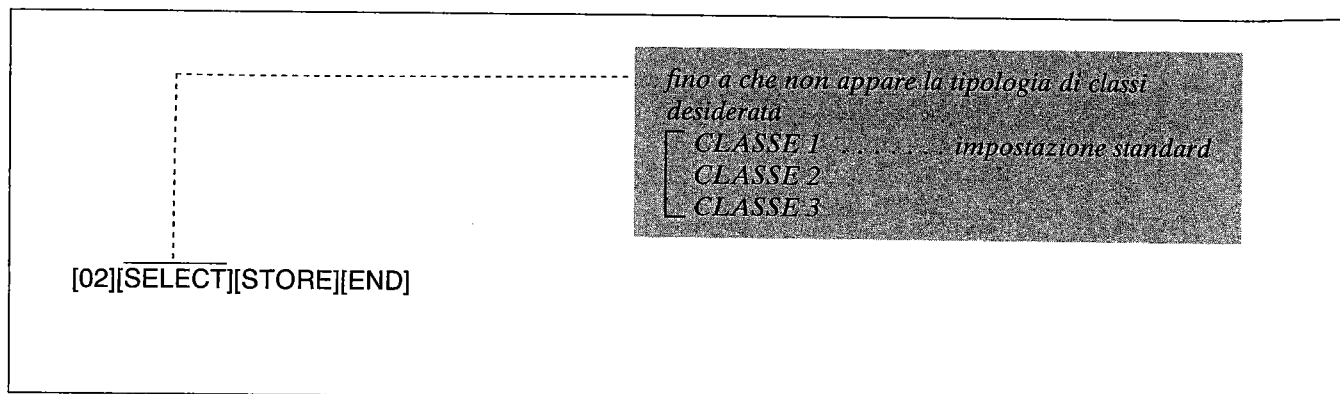 fino a che non appare la tipologia di classi
desiderata
CLASSE 1 . . . . . . . impostazione standard
CLASSE 2
CLASSE 3
[02][SELECT][STORE][END]